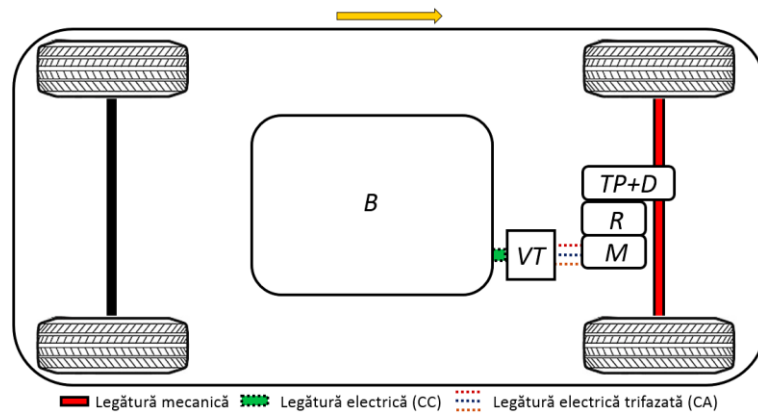 TP+D
B
R
VT
M
Legătură mecanică
Legătură electrică (CC)
Legătură electrică trifazată (CA)